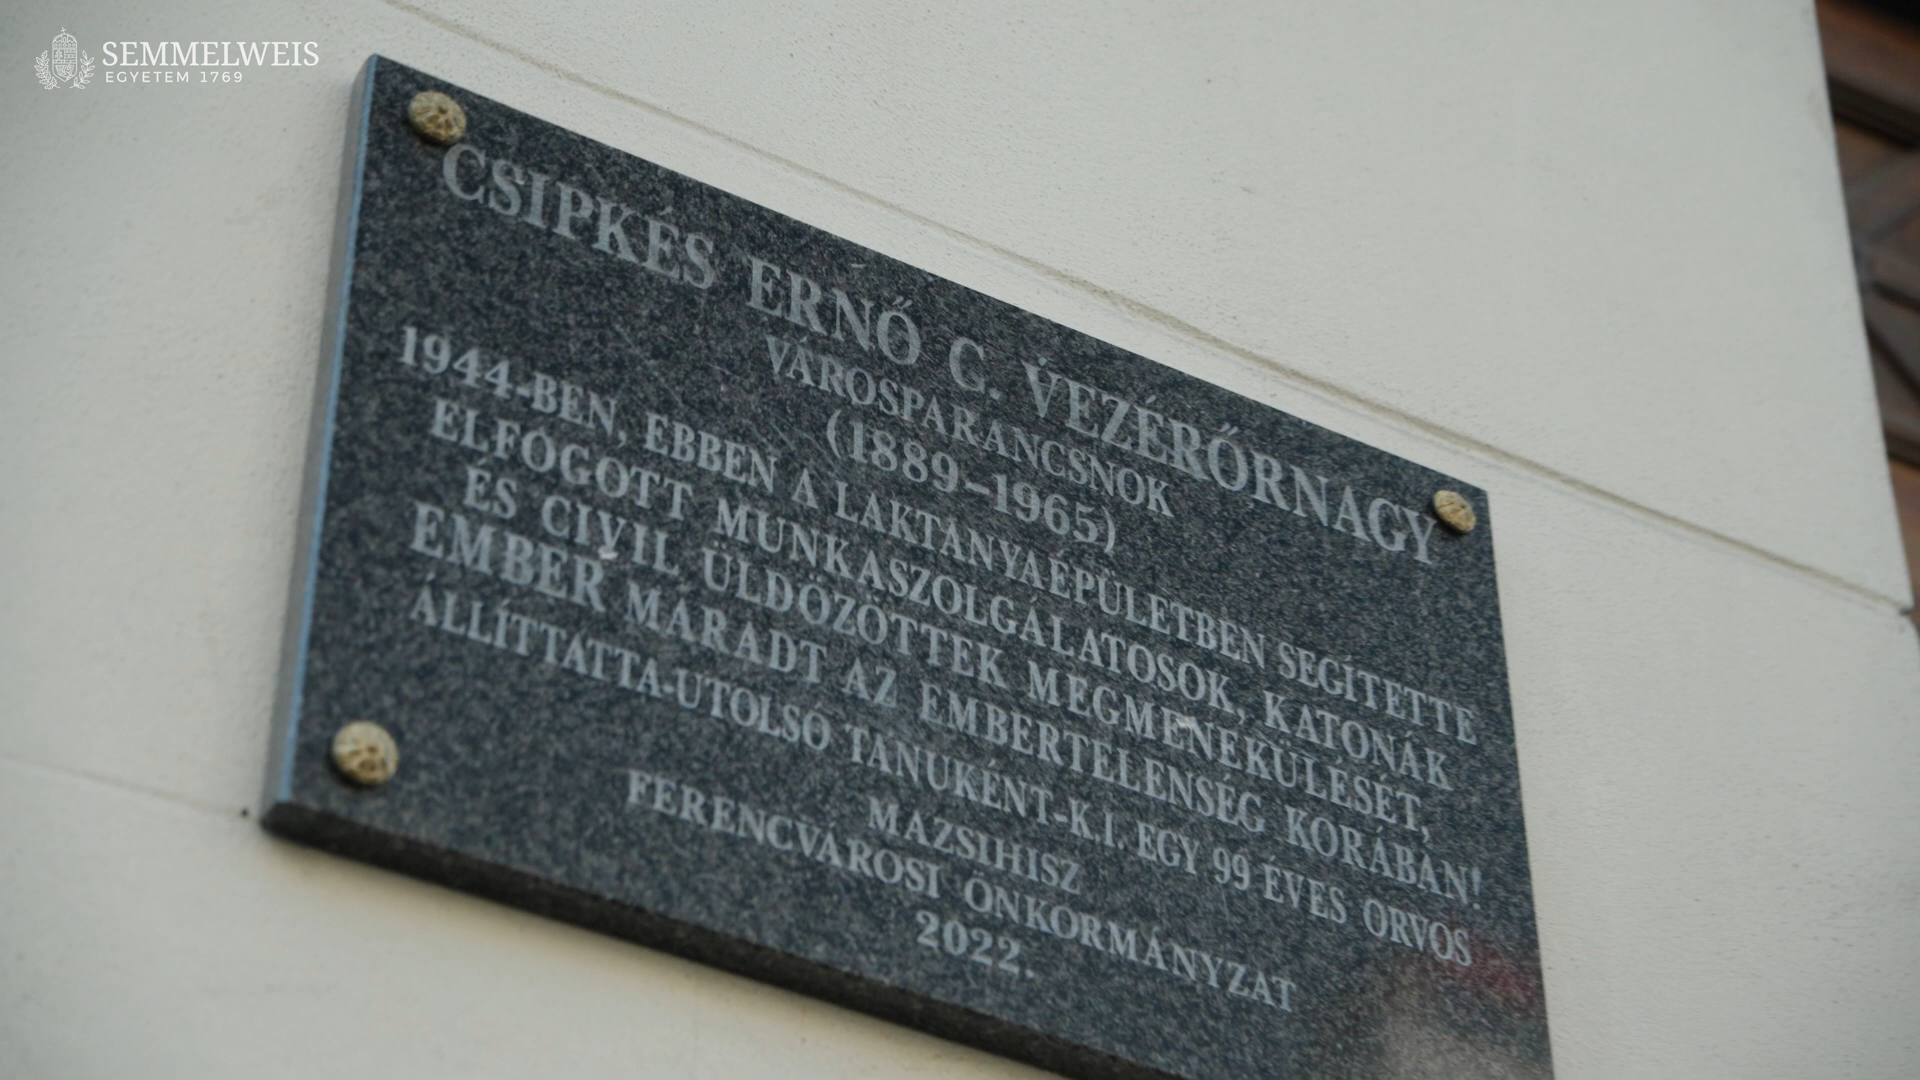 SEMMELWEIS
EGYETEM 1769
CSIPKÉS ERNŐ C. VEZÉRŐRNAGY
VÁROSPARANCSNOK
(1889–1965)
1944-BEN, EBBEN A LAKTANYAÉPÜLETBEN SEGÍTETTE
ELFOGOTT MUNKASZOLGÁLATOSOK, KATONÁK
ÉS CIVIL ÜLDÖZÖTTEK MEGMENEKÜLÉSÉT,
EMBER MARADT AZ EMBERTELENSÉG KORÁBAN!
ÁLLÍTTATTA-UTOLSÓ TANUKÉNT-K.I. EGY 99 ÉVES ORVOS
MAZSIHISZ
FERENCVÁROSI ÖNKORMÁNYZAT
2022.